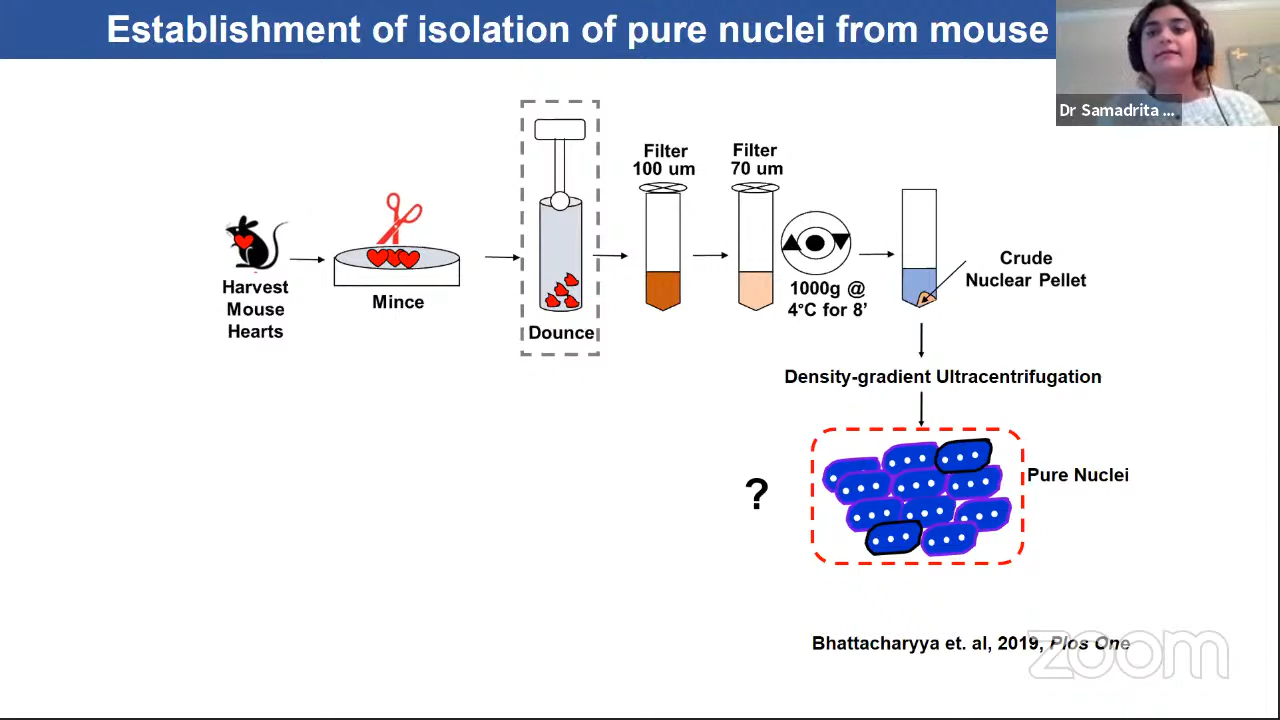 Establishment of isolation of pure nuclei from mouse
Dr Samadrita ...
Filter
100 um
Filter
70 um
Harvest
Mouse
Hearts
Mince
Dounce
1000g @
4°C for 8’
Crude
Nuclear Pellet
Density-gradient Ultracentrifugation
?
Pure Nuclei
Bhattacharyya et. al, 2019, Plos One
zoom